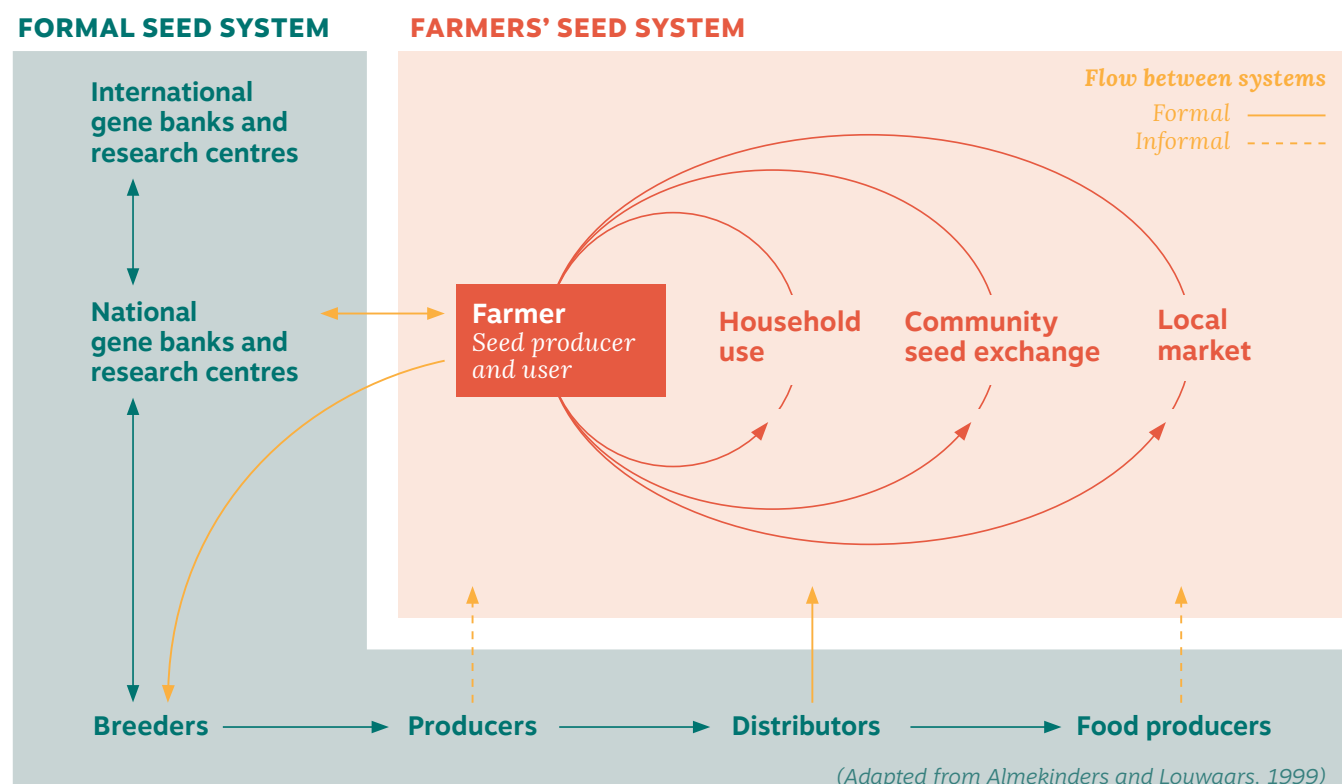 FORMAL SEED SYSTEM
FARMERS' SEED SYSTEM
International
gene banks and
research centres
National
gene banks and
research centres
Flow between systems
Formal
Informal
Farmer
Seed producer
and user
Household
use
Community
seed exchange
Local
market
Breeders
Producers
Distributors
Food producers
(Adapted from Almekinders and Louwaars, 1999)